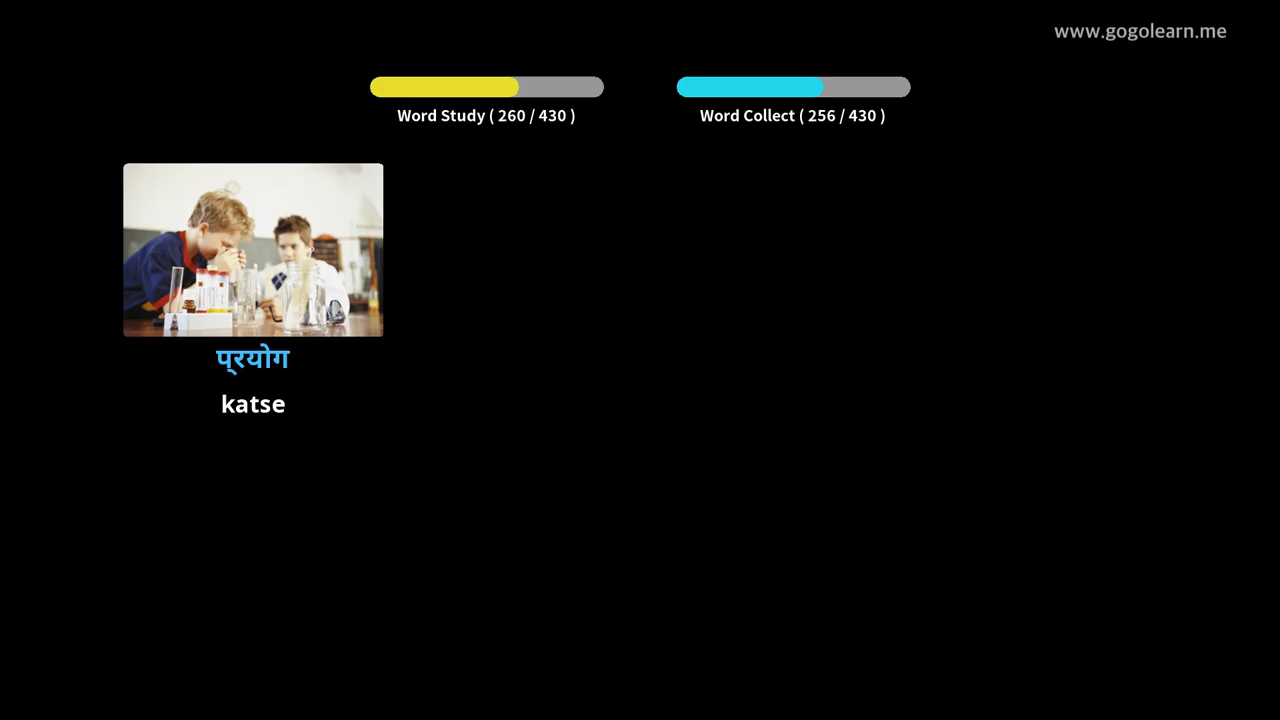 www.gogolearn.me
Word Study ( 260 / 430 )
Word Collect ( 256 / 430 )
प्रयोग
katse